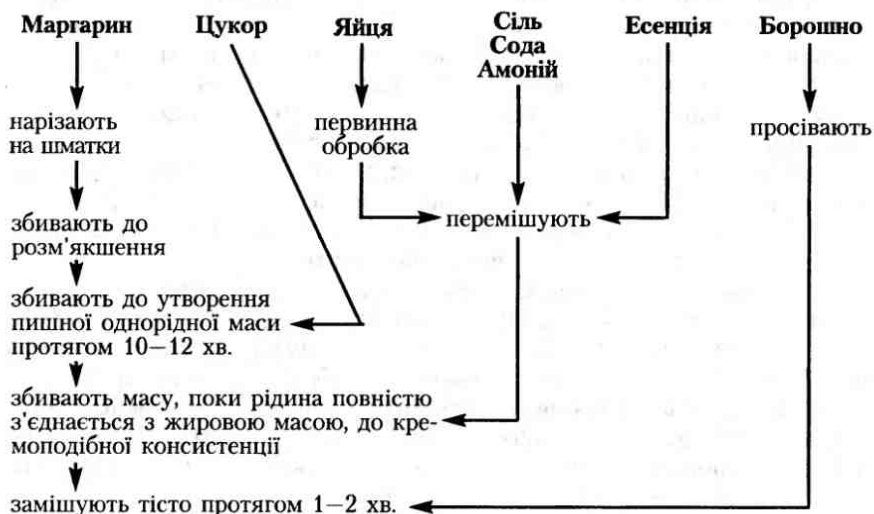 Маргарин
Цукор
Яйця
Сіль
Сода
Амоній
Есенція
Борошно
нарізають
на шматки
первинна
обробка
просівають
збивають до
розм'якшення
перемішують
збивають до утворення
пишної однорідної маси
протягом 10—12 хв.
збивають масу, поки рідина повністю
з'єднається з жировою масою, до кре-
моподібної консистенції
замішують тісто протягом 1—2 хв.